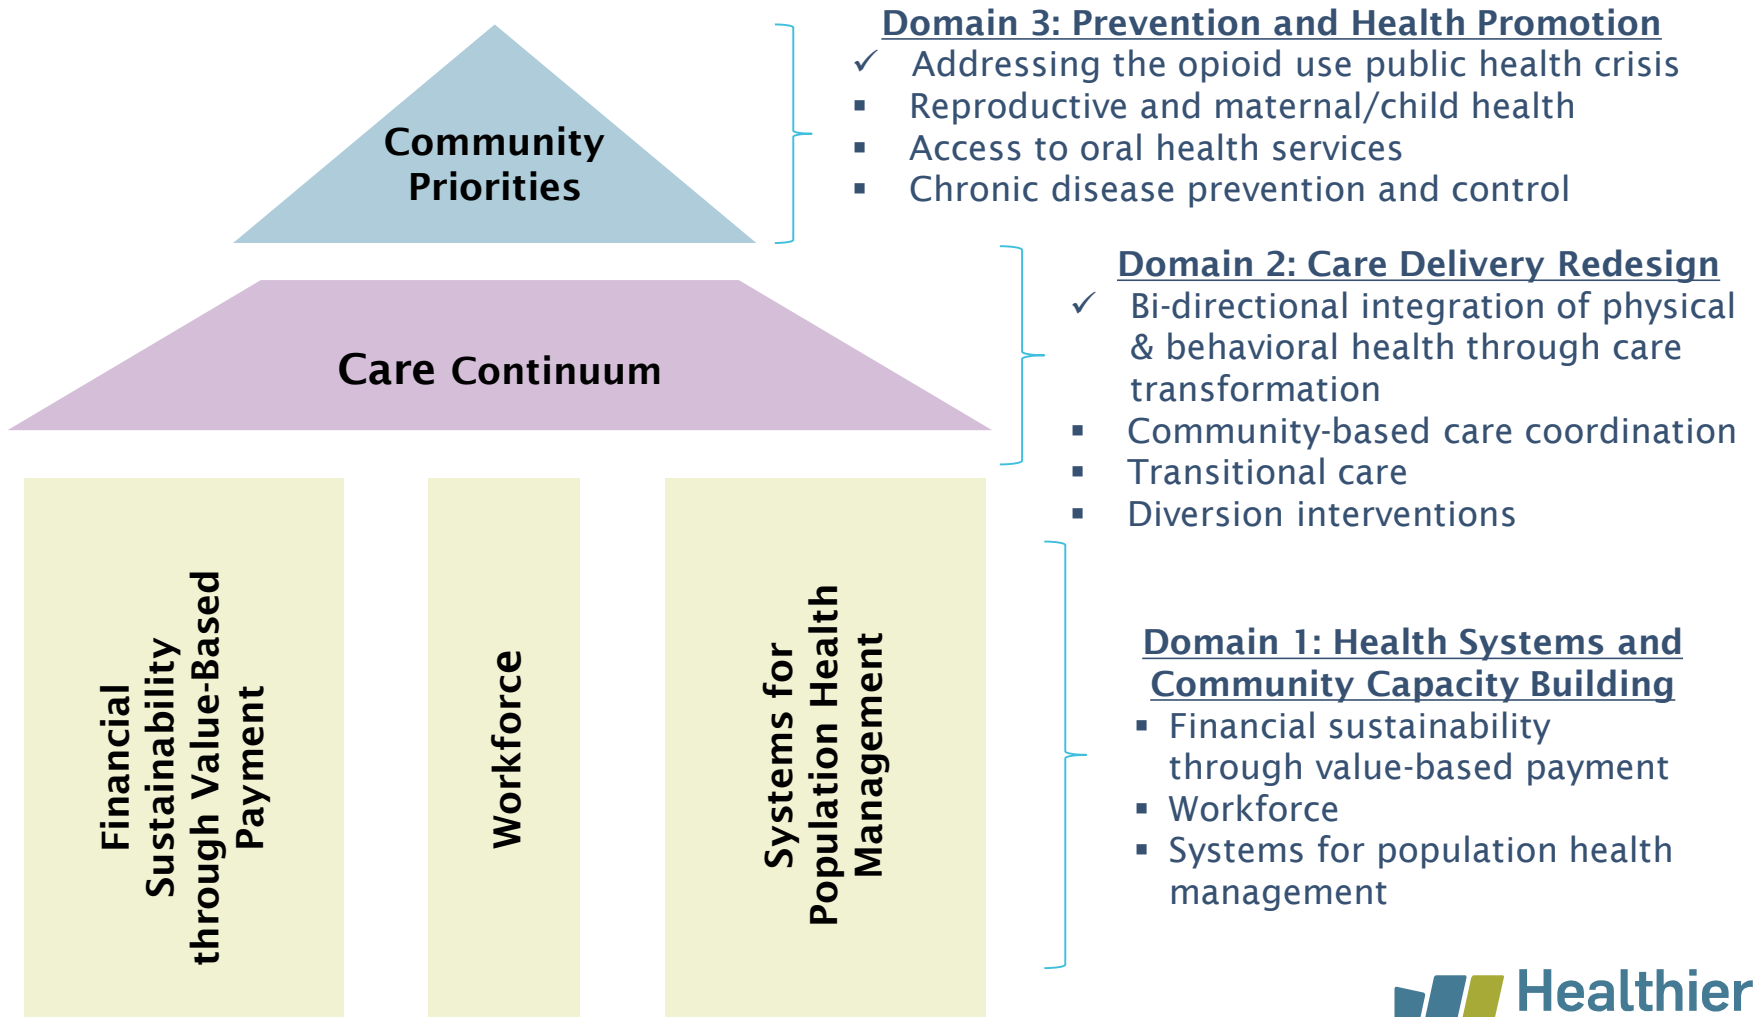 Community
Priorities
Care Continuum
Financial
Sustainability
through Value-Based
Payment
Workforce
Systems for
Population Health
Management
Domain 3: Prevention and Health Promotion
✓ Addressing the opioid use public health crisis
▪ Reproductive and maternal/child health
▪ Access to oral health services
▪ Chronic disease prevention and control
Domain 2: Care Delivery Redesign
✓ Bi-directional integration of physical
& behavioral health through care
transformation
▪ Community-based care coordination
▪ Transitional care
▪ Diversion interventions
Domain 1: Health Systems and
Community Capacity Building
▪ Financial sustainability
through value-based payment
▪ Workforce
▪ Systems for population health
management
Healthier